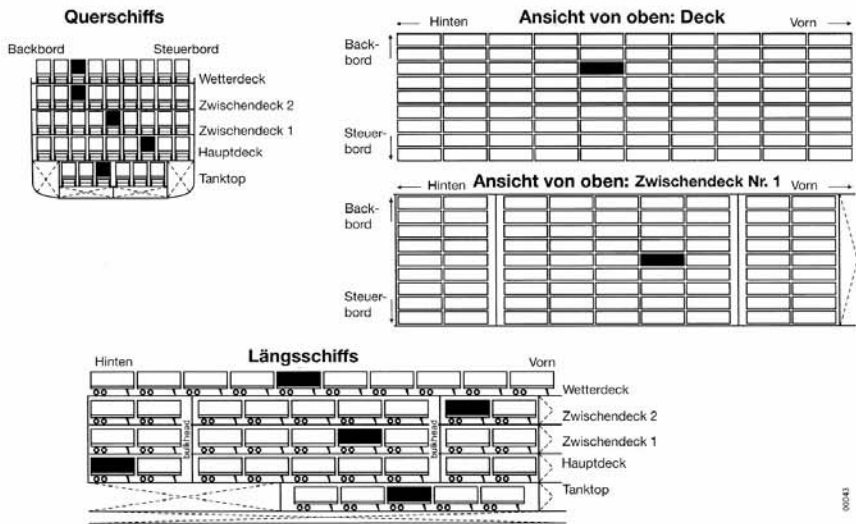 Querschiffs
Backbord
Steuerbord
Wetterdeck
Zwischendeck 2
Zwischendeck 1
Hauptdeck
Tanktop
Ansicht von oben: Deck
Hinten
Vorn
Back-
bord
Steuer-
bord
Ansicht von oben: Zwischendeck Nr. 1
Hinten
Vorn
Back-
bord
Steuer-
bord
Längsschiffs
Hinten
Vorn
Wetterdeck
Zwischendeck 2
Zwischendeck 1
Hauptdeck
Tanktop
bulkhead
bulkhead
00043